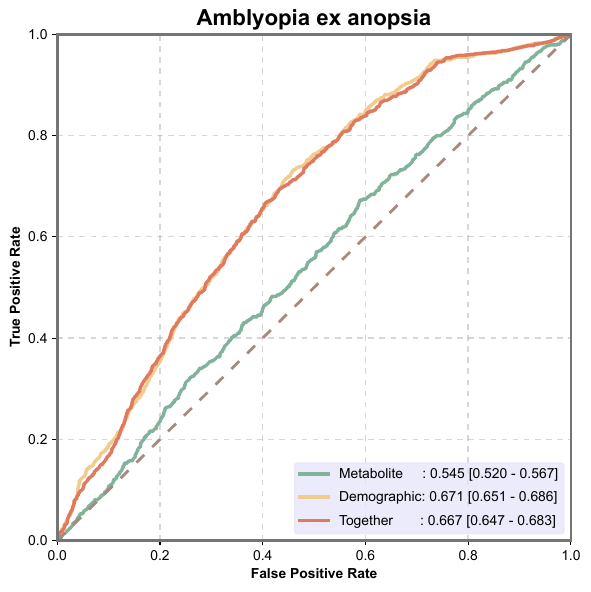 Amblyopia ex anopsia
True Positive Rate
1.0
0.8
0.6
0.4
0.2
0.0
Metabolite : 0.545 [0.520 - 0.567]
Demographic: 0.671 [0.651 - 0.686]
Together : 0.667 [0.647 - 0.683]
0.0 0.2 0.4 0.6 0.8 1.0
False Positive Rate